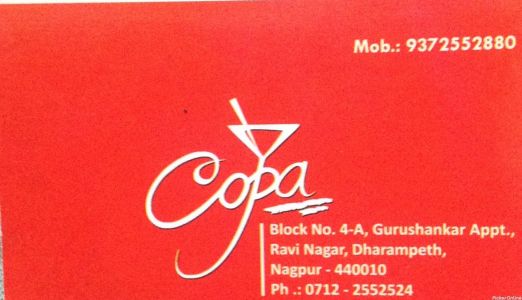 Mob.: 9372552880
Copa
Block No. 4-A, Gurushankar Appt.,
Ravi Nagar, Dharampeth,
Nagpur - 440010
Ph .: 0712 - 2552524